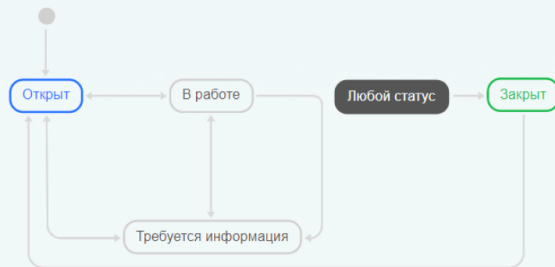 Открыт
В работе
Любой статус
Закрыт
Требуется информация